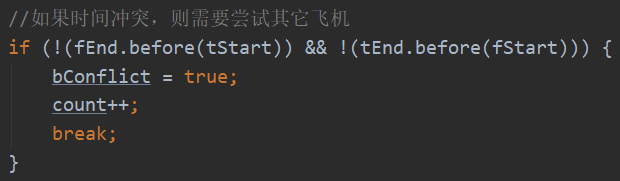 //如果时间冲突，则需要尝试其它飞机
if (!(fEnd.before(tStart)) && !(tEnd.before(fStart))) {
    bConflict = true;
    count++;
    break;
}